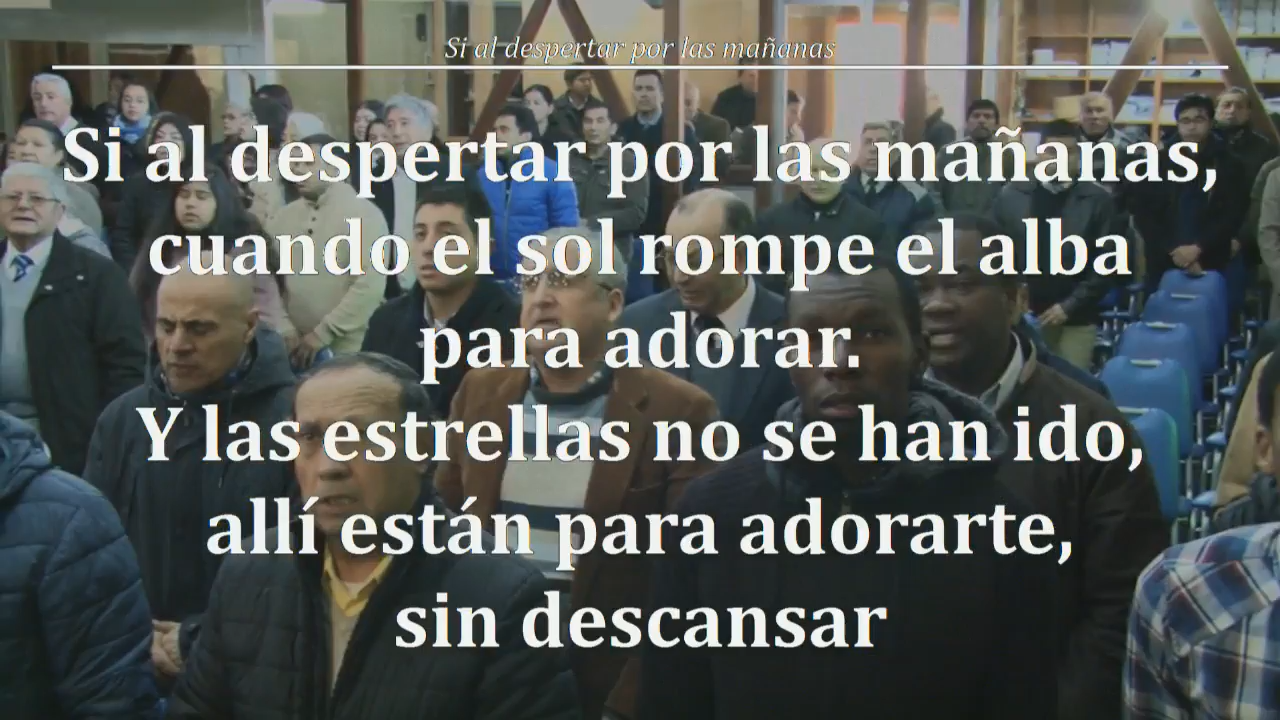 Si al despertar por las mañanas
Si al despertar por las mañanas,
cuando el sol rompe el alba
para adorar.
Y las estrellas no se han ido,
allí están para adorarte,
sin descansar